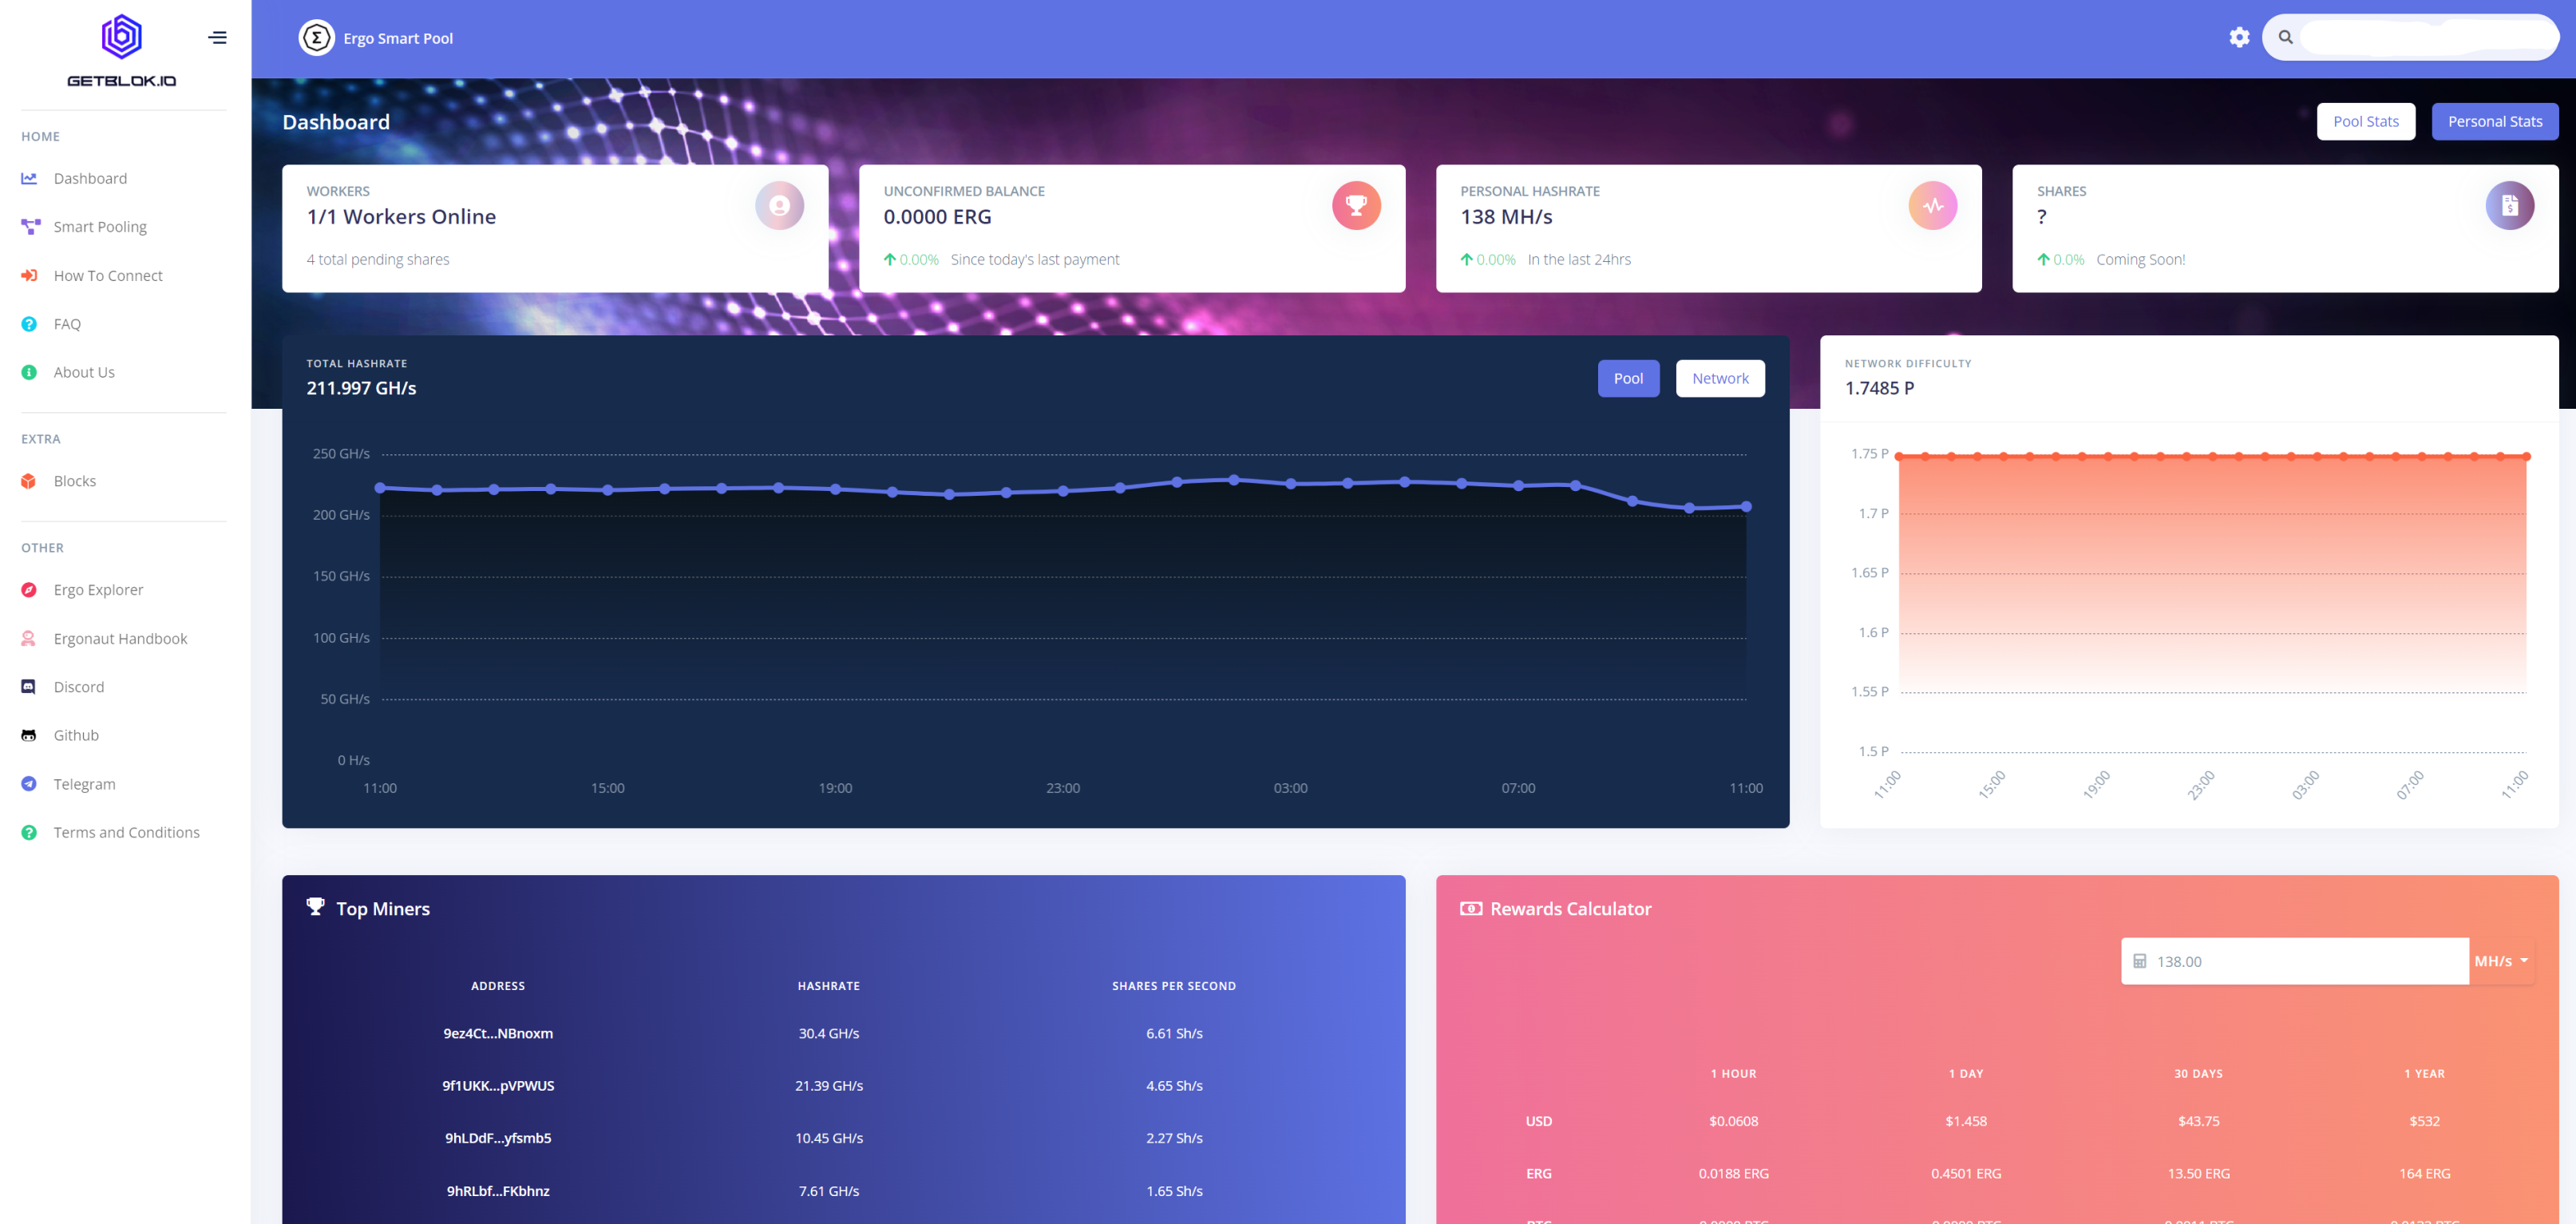 GETBLOK.IO
HOME
Dashboard
Smart Pooling
How To Connect
FAQ
About Us
EXTRA
Blocks
OTHER
Ergo Explorer
Ergonaut Handbook
Discord
Github
Telegram
Terms and Conditions
Σ Ergo Smart Pool
Dashboard
Pool Stats
Personal Stats
WORKERS
1/1 Workers Online
4 total pending shares
UNCONFIRMED BALANCE
0.0000 ERG
0.00% Since today's last payment
PERSONAL HASHRATE
138 MH/s
0.00% In the last 24hrs
SHARES
?
0.0% Coming Soon!
TOTAL HASHRATE
211.997 GH/s
Pool
Network
250 GH/s
200 GH/s
150 GH/s
100 GH/s
50 GH/s
0 H/s
11:00 15:00 19:00 23:00 03:00 07:00 11:00
NETWORK DIFFICULTY
1.7485 P
1.75 P
1.7 P
1.65 P
1.6 P
1.55 P
1.5 P
11:00 15:00 19:00 23:00 03:00 07:00 11:00
Top Miners
ADDRESS HASHRATE SHARES PER SECOND
9ez4Ct...NBnoxm 30.4 GH/s 6.61 Sh/s
9f1UKK...pVPWUS 21.39 GH/s 4.65 Sh/s
9hLDdF...yfsmb5 10.45 GH/s 2.27 Sh/s
9hRLbf...FKbhnz 7.61 GH/s 1.65 Sh/s
Rewards Calculator
138.00 MH/s
1 HOUR 1 DAY 30 DAYS 1 YEAR
USD $0.0608 $1.458 $43.75 $532
ERG 0.0188 ERG 0.4501 ERG 13.50 ERG 164 ERG